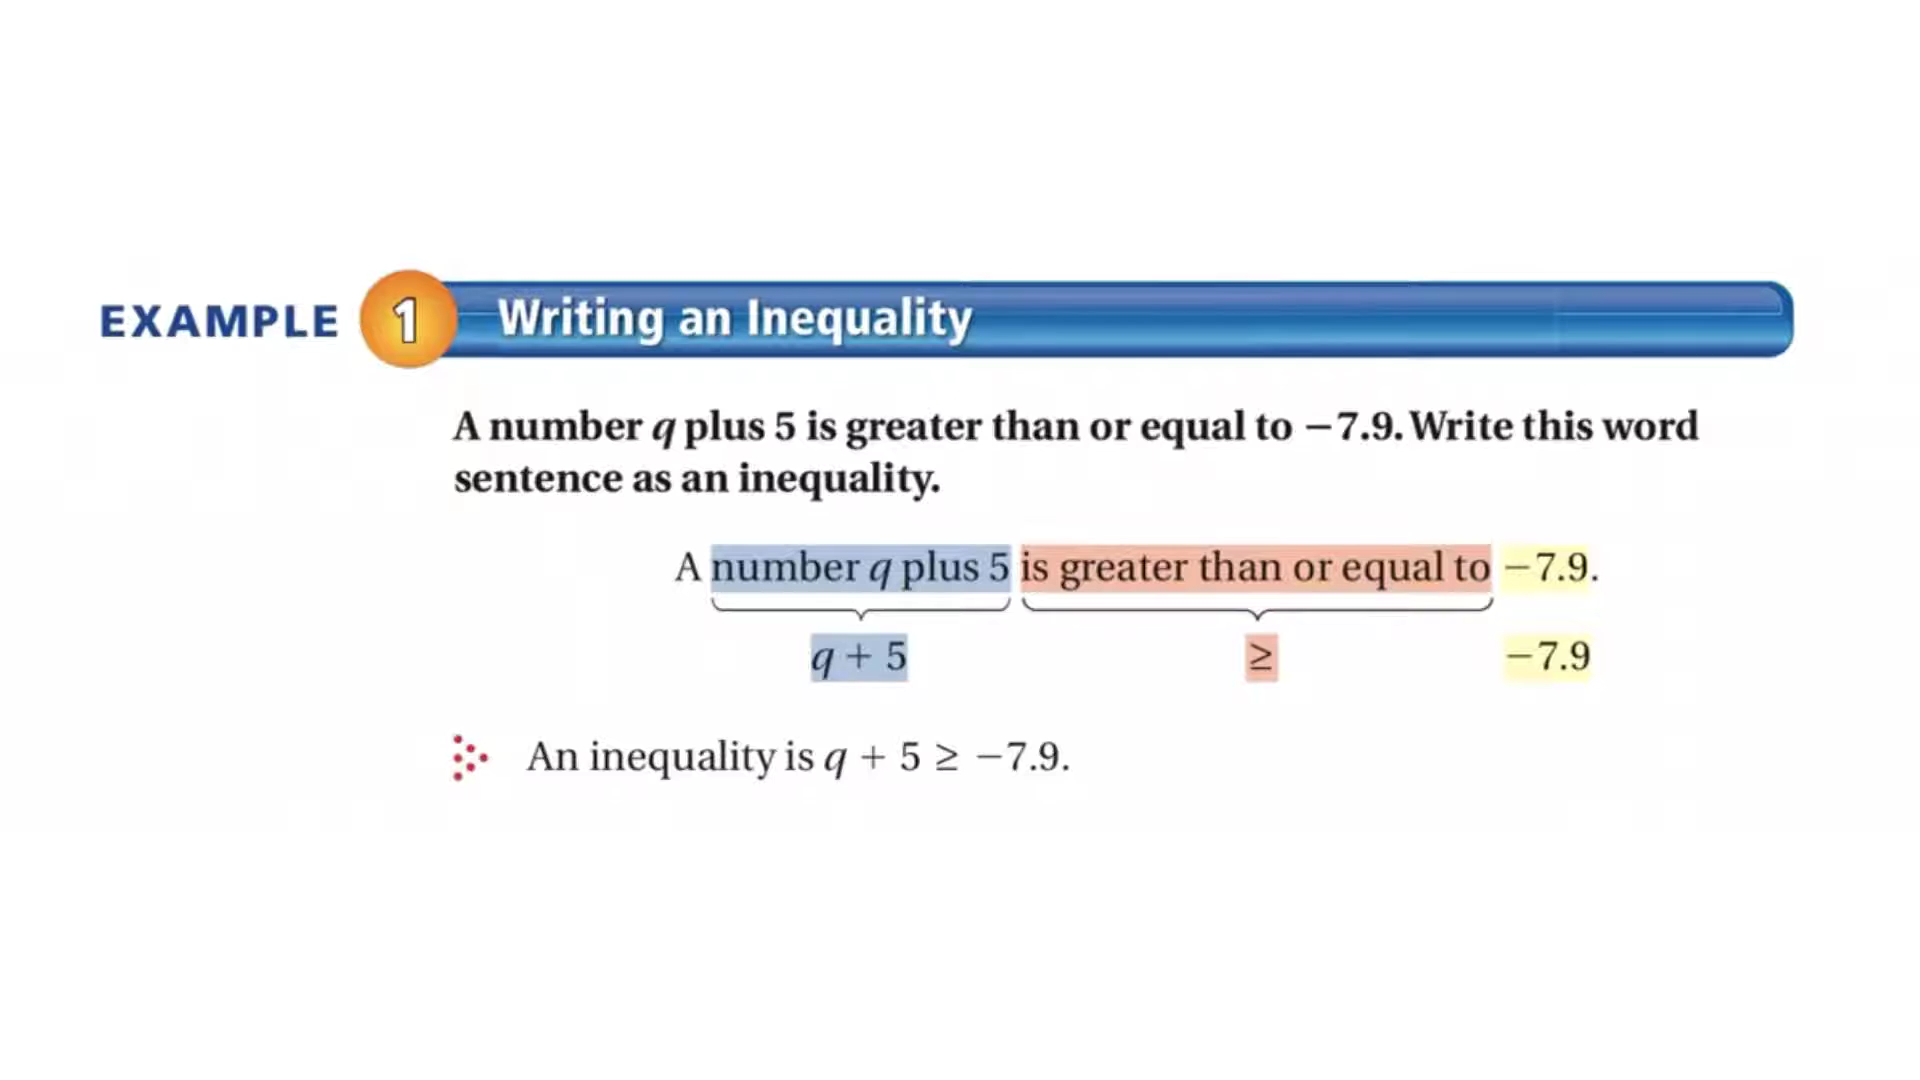 EXAMPLE 1 Writing an Inequality
A number q plus 5 is greater than or equal to −7.9. Write this word
sentence as an inequality.
A number q plus 5 is greater than or equal to −7.9.
q + 5 ≥ −7.9
An inequality is q + 5 ≥ −7.9.